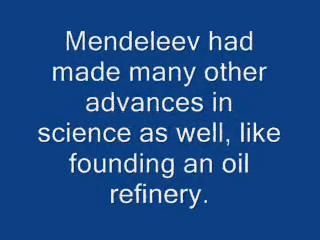 Mendeleev had
made many other
advances in
science as well, like
founding an oil
refinery.